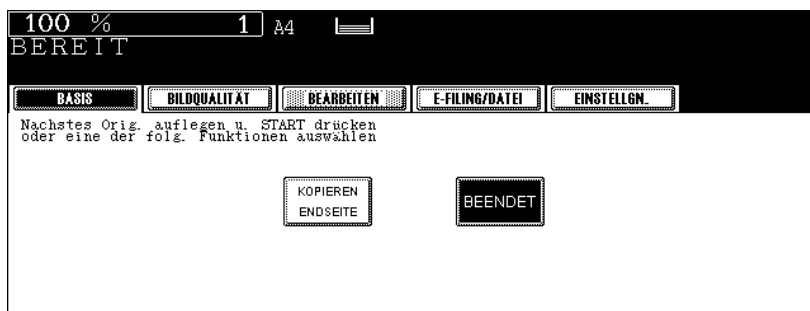 100 % 1 A4
BEREIT
BASIS BILDQUALITÄT BEARBEITEN E-FILING/DATEI EINSTELLGN.
Nachstes Orig. auflegen u. START drücken
oder eine der folg. Funktionen auswählen
KOPIEREN
ENDSEITE
BEENDET